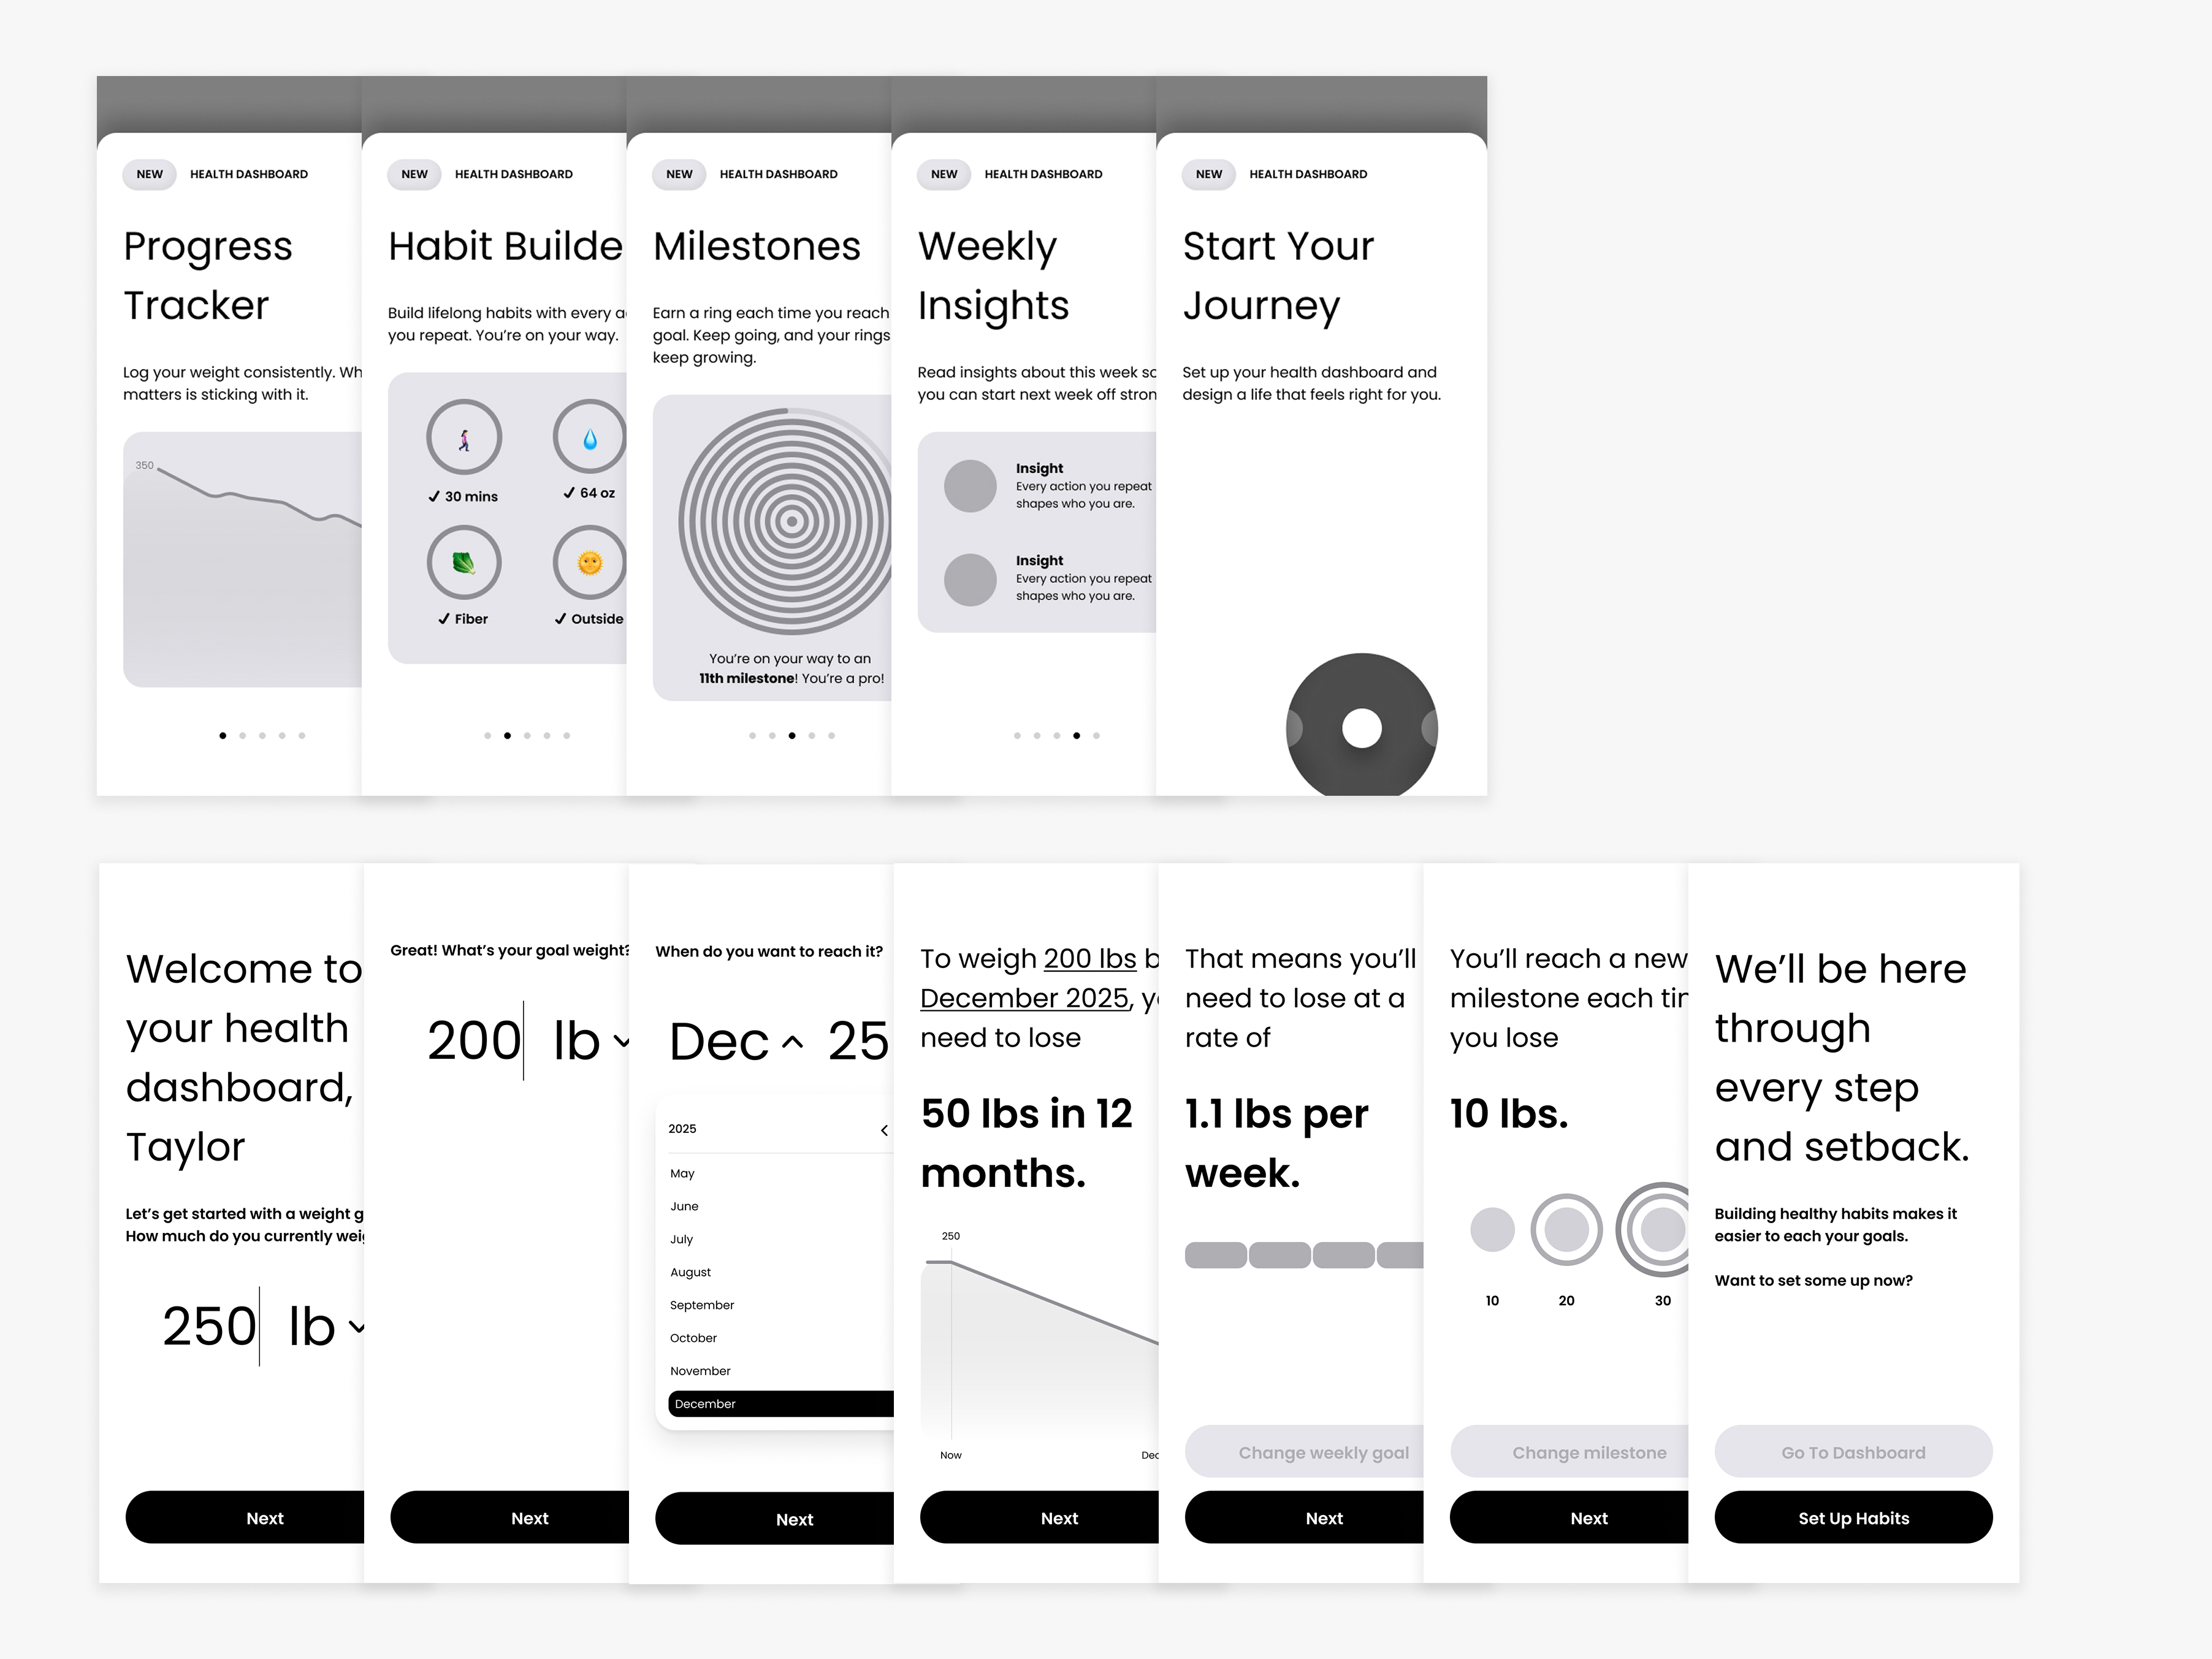 NEW HEALTH DASHBOARD
Progress
Tracker
Log your weight consistently. Wh
matters is sticking with it.
350
NEW HEALTH DASHBOARD
Habit Builde
Build lifelong habits with every a
you repeat. You’re on your way.
✓ 30 mins
✓ 64 oz
✓ Fiber
✓ Outside
NEW HEALTH DASHBOARD
Milestones
Earn a ring each time you reach
goal. Keep going, and your rings
keep growing.
You’re on your way to an
11th milestone! You’re a pro!
NEW HEALTH DASHBOARD
Weekly
Insights
Read insights about this week so
you can start next week off stron
Insight
Every action you repeat
shapes who you are.
Insight
Every action you repeat
shapes who you are.
NEW HEALTH DASHBOARD
Start Your
Journey
Set up your health dashboard and
design a life that feels right for you.
Welcome to
your health
dashboard,
Taylor
Let’s get started with a weight g
How much do you currently wei
250 lb
Next
Great! What’s your goal weight?
200 lb
Next
When do you want to reach it?
Dec 25
2025
May
June
July
August
September
October
November
December
Next
To weigh 200 lbs b
December 2025, y
need to lose
50 lbs in 12
months.
250
Now
Dec
Next
That means you’ll
need to lose at a
rate of
1.1 lbs per
week.
Change weekly goal
Next
You’ll reach a new
milestone each tim
you lose
10 lbs.
10
20
30
Change milestone
Next
We’ll be here
through
every step
and setback.
Building healthy habits makes it
easier to each your goals.
Want to set some up now?
Go To Dashboard
Set Up Habits